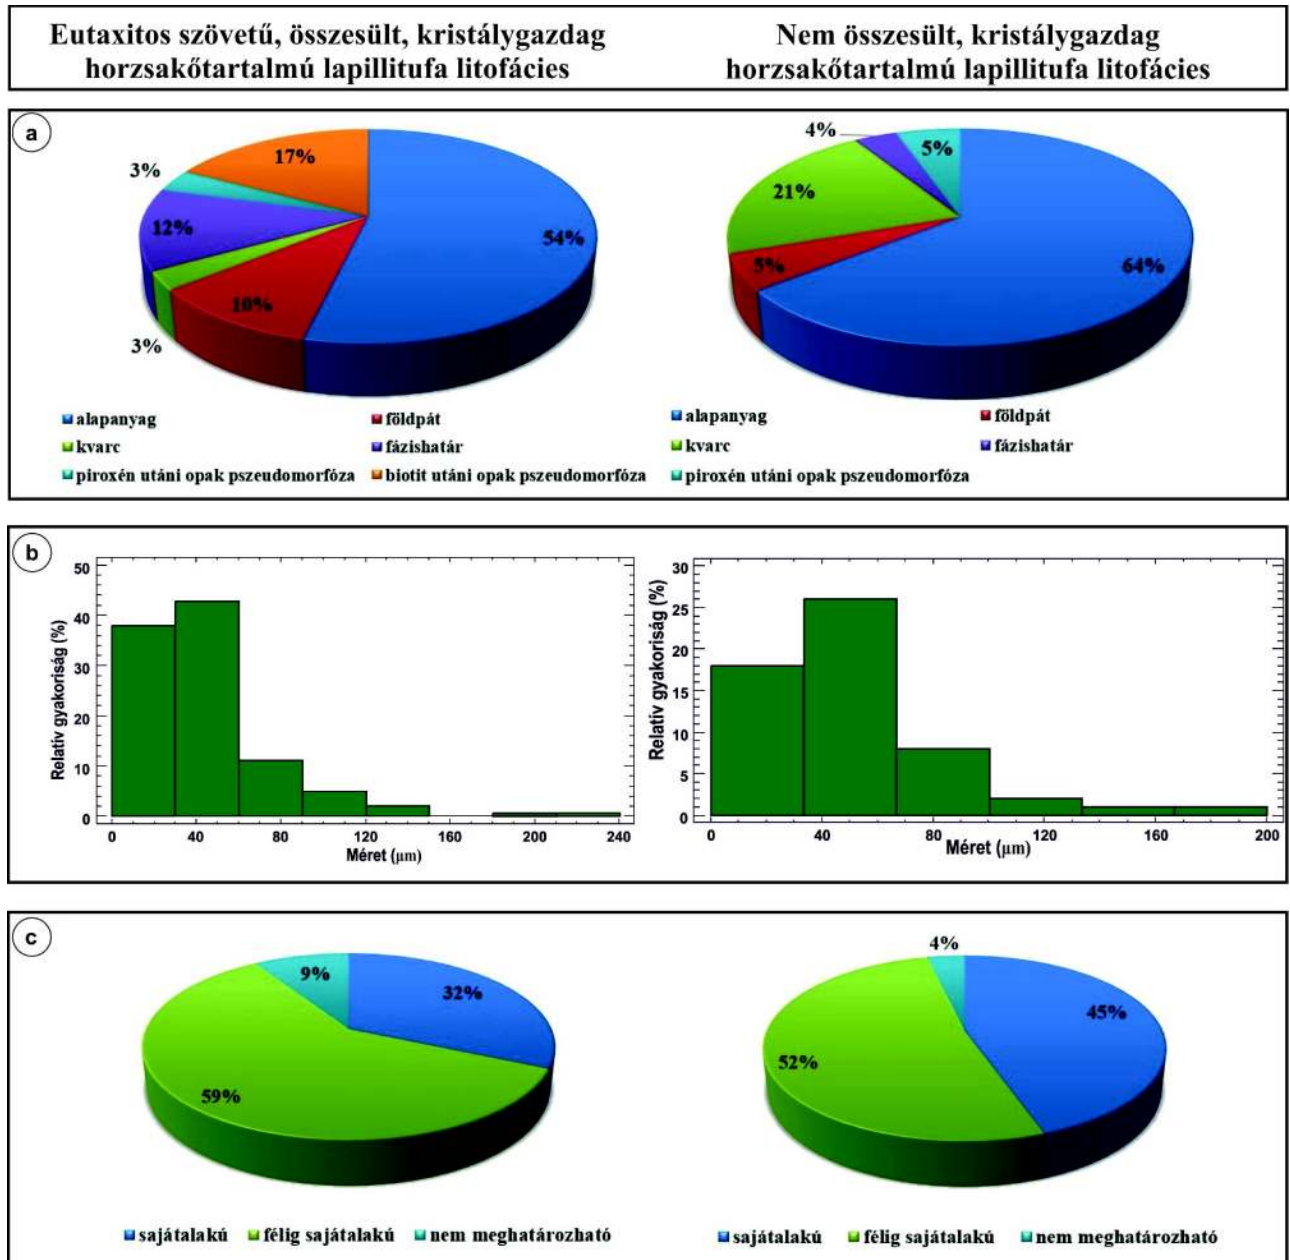 Eutaxitos szövetű, összesült, kristálygazdag
horzsakőtartalmú lapillitufa litofácies
Nem összesült, kristálygazdag
horzsakőtartalmú lapillitufa litofácies
a
17%
3%
12%
54%
10%
3%
alapanyag
földpát
kvarc
fázishatár
piroxén utáni opak pszeudomorfóza
biotit utáni opak pszeudomorfóza
4%
5%
21%
5%
64%
alapanyag
földpát
kvarc
fázishatár
piroxén utáni opak pszeudomorfóza
b
Relatív gyakoriság (%)
50
40
30
20
10
0
0 40 80 120 160 200 240
Méret (µm)
Relatív gyakoriság (%)
30
25
20
15
10
5
0
0 40 80 120 160 200
Méret (µm)
c
9%
32%
59%
sajátalakú félig sajátalakú nem meghatározható
4%
45%
52%
sajátalakú félig sajátalakú nem meghatározható